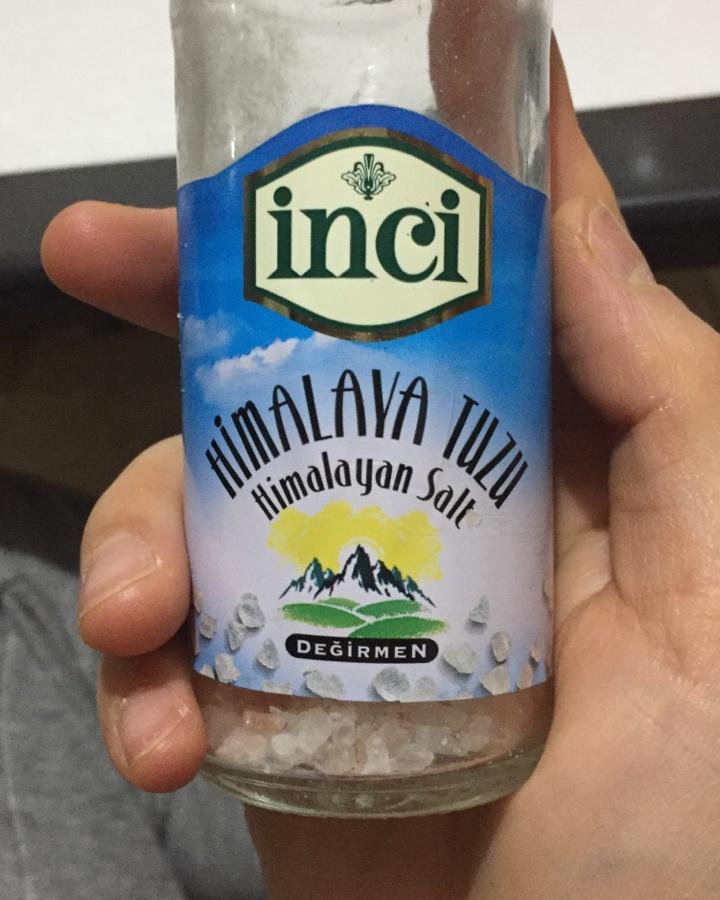 inci
HİMALAYA TUZU
Himalayan Salt
DEĞİRMEN